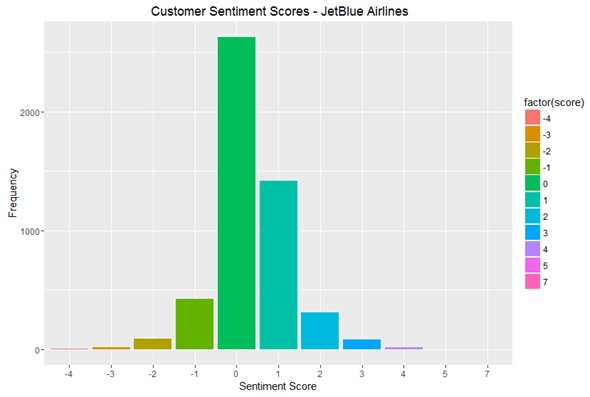 Customer Sentiment Scores - JetBlue Airlines
Frequency
2000
1000
0
-4 -3 -2 -1 0 1 2 3 4 5 7
Sentiment Score
factor(score)
-4
-3
-2
-1
0
1
2
3
4
5
7